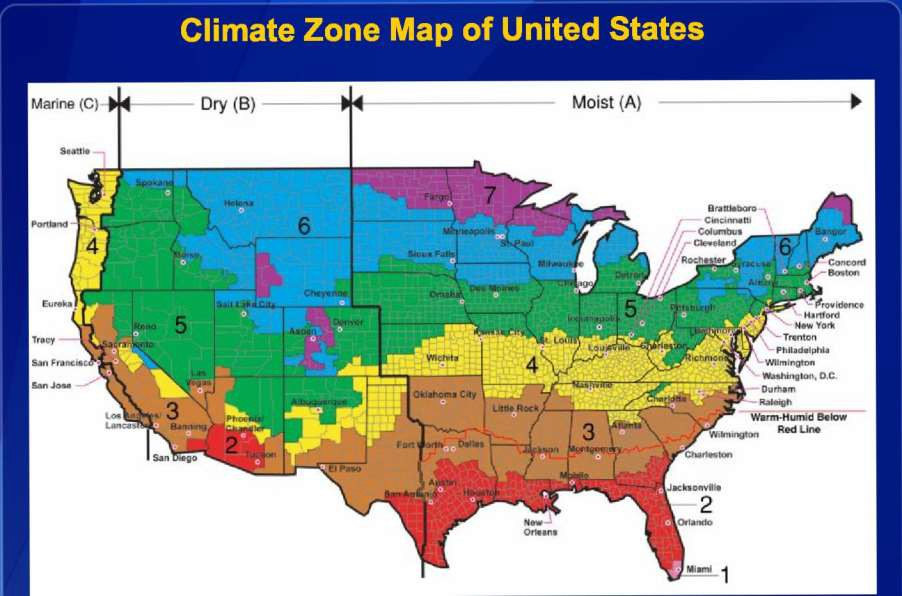 Climate Zone Map of United States
Marine (C)
Dry (B)
Moist (A)
Seattle
Spokane
Helena
Fargo
7
Portland
4
6
Minneapolis
St. Paul
Brattleboro
Cincinnatti
Columbus
Cleveland
Rochester
Syracuse
6
Bangor
Boise
Sioux Falls
Milwaukee
Detroit
Albany
Concord
Boston
Eureka
Salt Lake City
Cheyenne
Omaha
Des Moines
Chicago
5
Pittsburgh
Providence
Hartford
New York
Trenton
Philadelphia
Wilmington
Washington, D.C.
Reno
5
Aspen
Denver
Kansas City
St. Louis
Indianapolis
Tracy
Sacramento
San Francisco
San Jose
Wichita
4
Louisville
Charleston
Richmond
Durham
Raleigh
Las
Vegas
Albuquerque
Oklahoma City
Little Rock
Nashville
Charlotte
Warm-Humid Below
Red Line
Los Angeles/
Lancaster
3
Banning
Phoenix/
Chandler
2
Tucson
San Diego
El Paso
Fort Worth
Dallas
Jackson
3
Montgomery
Atlanta
Wilmington
Charleston
Austin
San Antonio
Houston
Mobile
New
Orleans
Jacksonville
2
Orlando
Miami
1